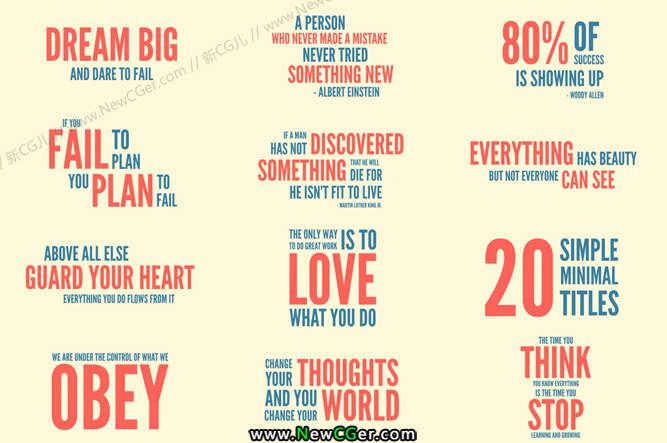 DREAM BIG
AND DARE TO FAIL
A PERSON
WHO NEVER MADE A MISTAKE
NEVER TRIED
SOMETHING NEW
- ALBERT EINSTEIN
80% OF
SUCCESS
IS SHOWING UP
- WOODY ALLEN
IF YOU
FAIL TO
PLAN
YOU PLAN TO
FAIL
IF A MAN
HAS NOT DISCOVERED
SOMETHING THAT HE WILL
DIE FOR
HE ISN'T FIT TO LIVE
- MARTIN LUTHER KING JR.
EVERYTHING HAS BEAUTY
BUT NOT EVERYONE CAN SEE
ABOVE ALL ELSE
GUARD YOUR HEART
EVERYTHING YOU DO FLOWS FROM IT
THE ONLY WAY
TO DO GREAT WORK IS TO
LOVE
WHAT YOU DO
20 SIMPLE
MINIMAL
TITLES
WE ARE UNDER THE CONTROL OF WHAT WE
OBEY
CHANGE
YOUR THOUGHTS
AND YOU
CHANGE YOUR WORLD
THE TIME YOU
THINK
YOU KNOW EVERYTHING
IS THE TIME YOU
STOP
LEARNING AND GROWING
// 新CGJL // www.NewCGer.com // 新CGJL // www.NewCGer.com
www.NewCGer.com